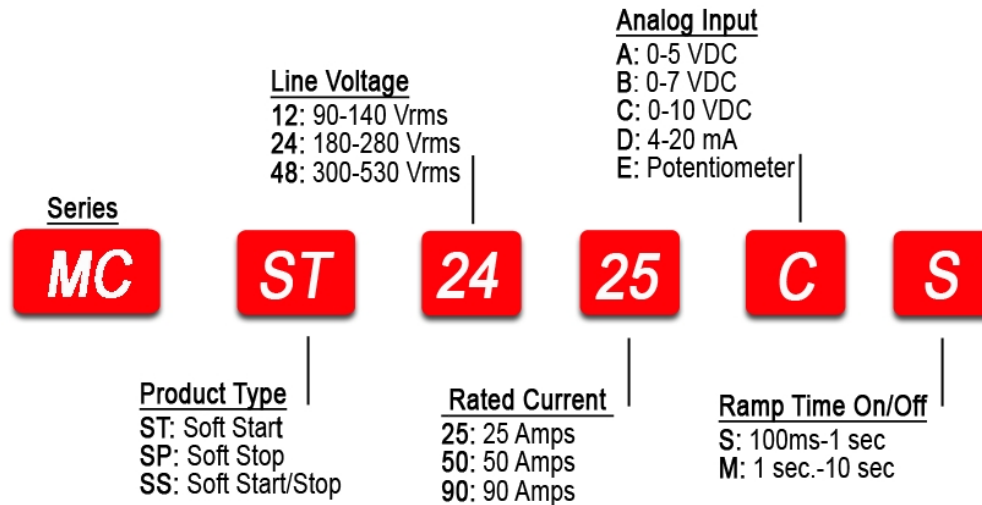 Analog Input
A: 0-5 VDC
B: 0-7 VDC
C: 0-10 VDC
D: 4-20 mA
E: Potentiometer
Line Voltage
12: 90-140 Vrms
24: 180-280 Vrms
48: 300-530 Vrms
Series
MC ST 24 25 C S
Product Type
ST: Soft Start
SP: Soft Stop
SS: Soft Start/Stop
Rated Current
25: 25 Amps
50: 50 Amps
90: 90 Amps
Ramp Time On/Off
S: 100ms-1 sec
M: 1 sec.-10 sec